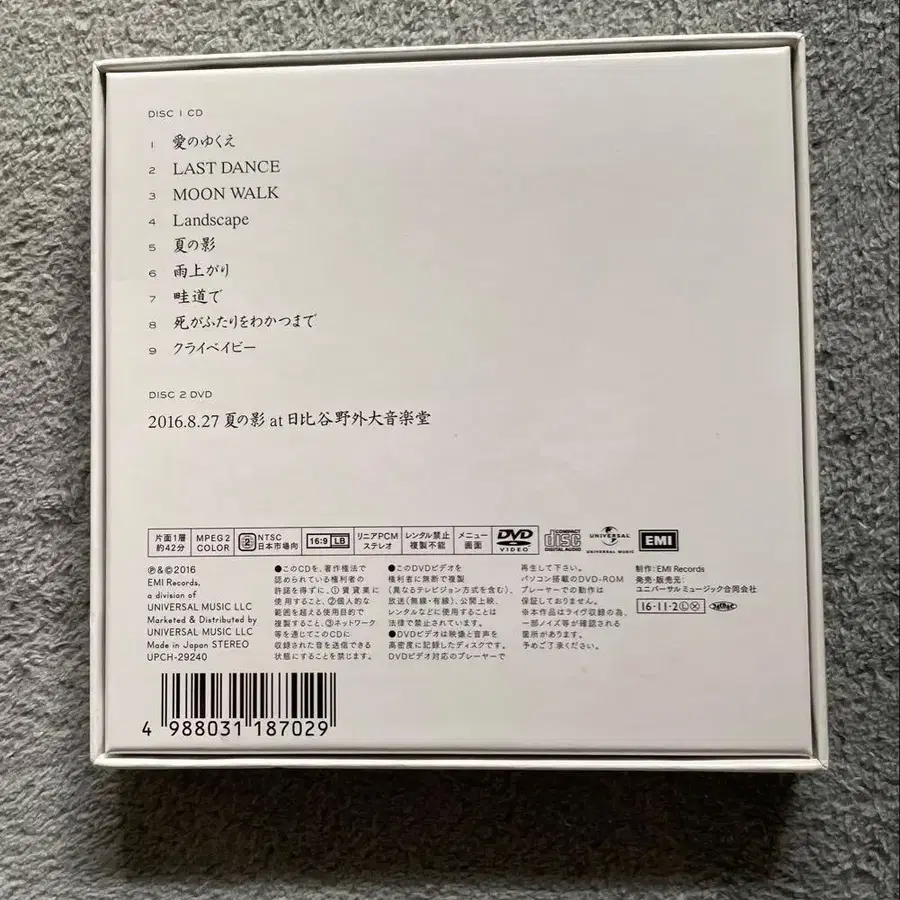 DISC 1 CD
1 愛のゆくえ
2 LAST DANCE
3 MOON WALK
4 Landscape
5 夏の影
6 雨上がり
7 畦道で
8 死がふたりをわかつまで
9 クライベイビー
DISC 2 DVD
2016.8.27 夏の影 at 日比谷野外大音楽堂
片面1層
約42分
MPEG2
COLOR
2
NTSC
日本市場向
16:9 LB
リニアPCM
ステレオ
レンタル禁止
複製不能
メニュー
画面
DVD
VIDEO
COMPACT
disc
DIGITAL AUDIO
UNIVERSAL
UNIVERSAL MUSIC
EMI
℗&©2016
EMI Records,
a division of
UNIVERSAL MUSIC LLC
Marketed & Distributed by
UNIVERSAL MUSIC LLC
Made in Japan STEREO
UPCH-29240
●このCDを、著作権法で
認められている権利者の
許諾を得ずに、①賃貸業に
使用すること、②個人的な
範囲を超える使用目的で
複製すること、③ネットワーク
等を通じてこのCDに
収録された音を送信できる
状態にすることを禁じます。
●このDVDビデオを
権利者に無断で複製
(異なるテレビジョン方式を含む)、
放送(無線・有線)、公開上映、
レンタルなどに使用することは
法律で禁止されています。
●DVDビデオは映像と音声を
高密度に記録したディスクです。
DVDビデオ対応のプレーヤーで
再生して下さい。
パソコン搭載のDVD-ROM
プレーヤーでの動作は
保証しておりません。
※本作品はライヴ収録の為、
一部ノイズ等が確認される
箇所があります。
予めご了承ください。
制作:EMI Records
発売・販売元:
ユニバーサル ミュージック合同会社
16・11・2 Ⓛ Ⓧ
4 988031 187029